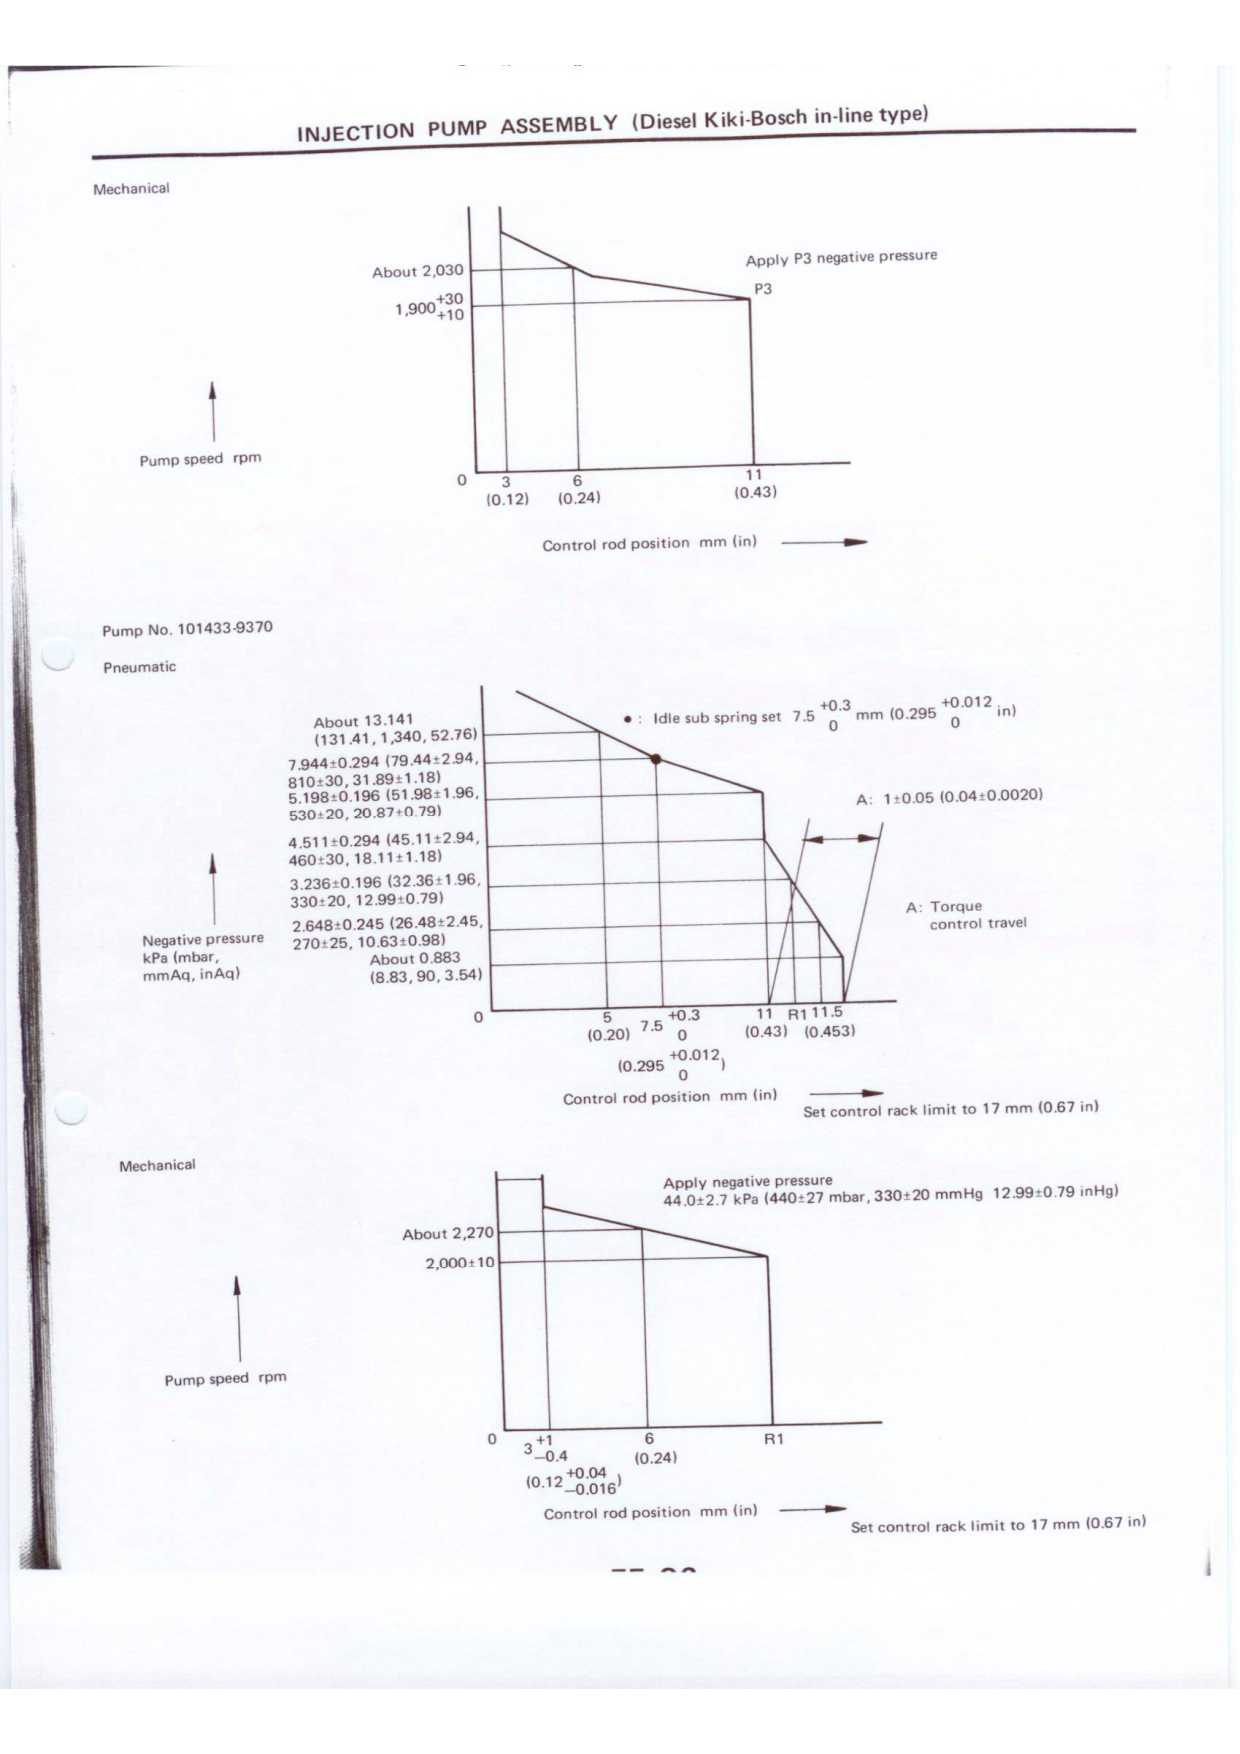 INJECTION PUMP ASSEMBLY (Diesel Kiki-Bosch in-line type)
Mechanical
Apply P3 negative pressure
About 2,030
P3
1,900 +30
+10
Pump speed rpm
0 3 6 11
(0.12) (0.24) (0.43)
Control rod position mm (in)
Pump No. 101433-9370
Pneumatic
● : Idle sub spring set 7.5 +0.3 0 mm (0.295 +0.012 0 in)
About 13.141
(131.41, 1,340, 52.76)
7.944±0.294 (79.44±2.94,
810±30, 31.89±1.18)
5.198±0.196 (51.98±1.96,
530±20, 20.87±0.79)
A: 1±0.05 (0.04±0.0020)
4.511±0.294 (45.11±2.94,
460±30, 18.11±1.18)
3.236±0.196 (32.36±1.96,
330±20, 12.99±0.79)
A: Torque
control travel
2.648±0.245 (26.48±2.45,
270±25, 10.63±0.98)
Negative pressure
kPa (mbar,
mmAq, inAq)
About 0.883
(8.83, 90, 3.54)
0 5 7.5 +0.3 0 11 R1 11.5
(0.20) (0.43) (0.453)
(0.295 +0.012 0 )
Control rod position mm (in)
Set control rack limit to 17 mm (0.67 in)
Mechanical
Apply negative pressure
44.0±2.7 kPa (440±27 mbar, 330±20 mmHg 12.99±0.79 inHg)
About 2,270
2,000±10
Pump speed rpm
0 3 +1 −0.4 6 R1
(0.24)
(0.12 +0.04 −0.016 )
Control rod position mm (in)
Set control rack limit to 17 mm (0.67 in)